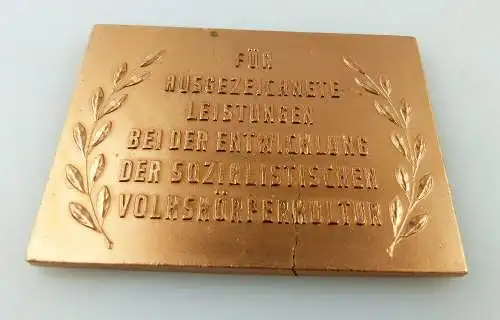 FÜR
AUSGEZEICHNETE
LEISTUNGEN
BEI DER ENTWICKLUNG
DER SOZIALISTISCHEN
VOLKSKÖRPERKULTUR